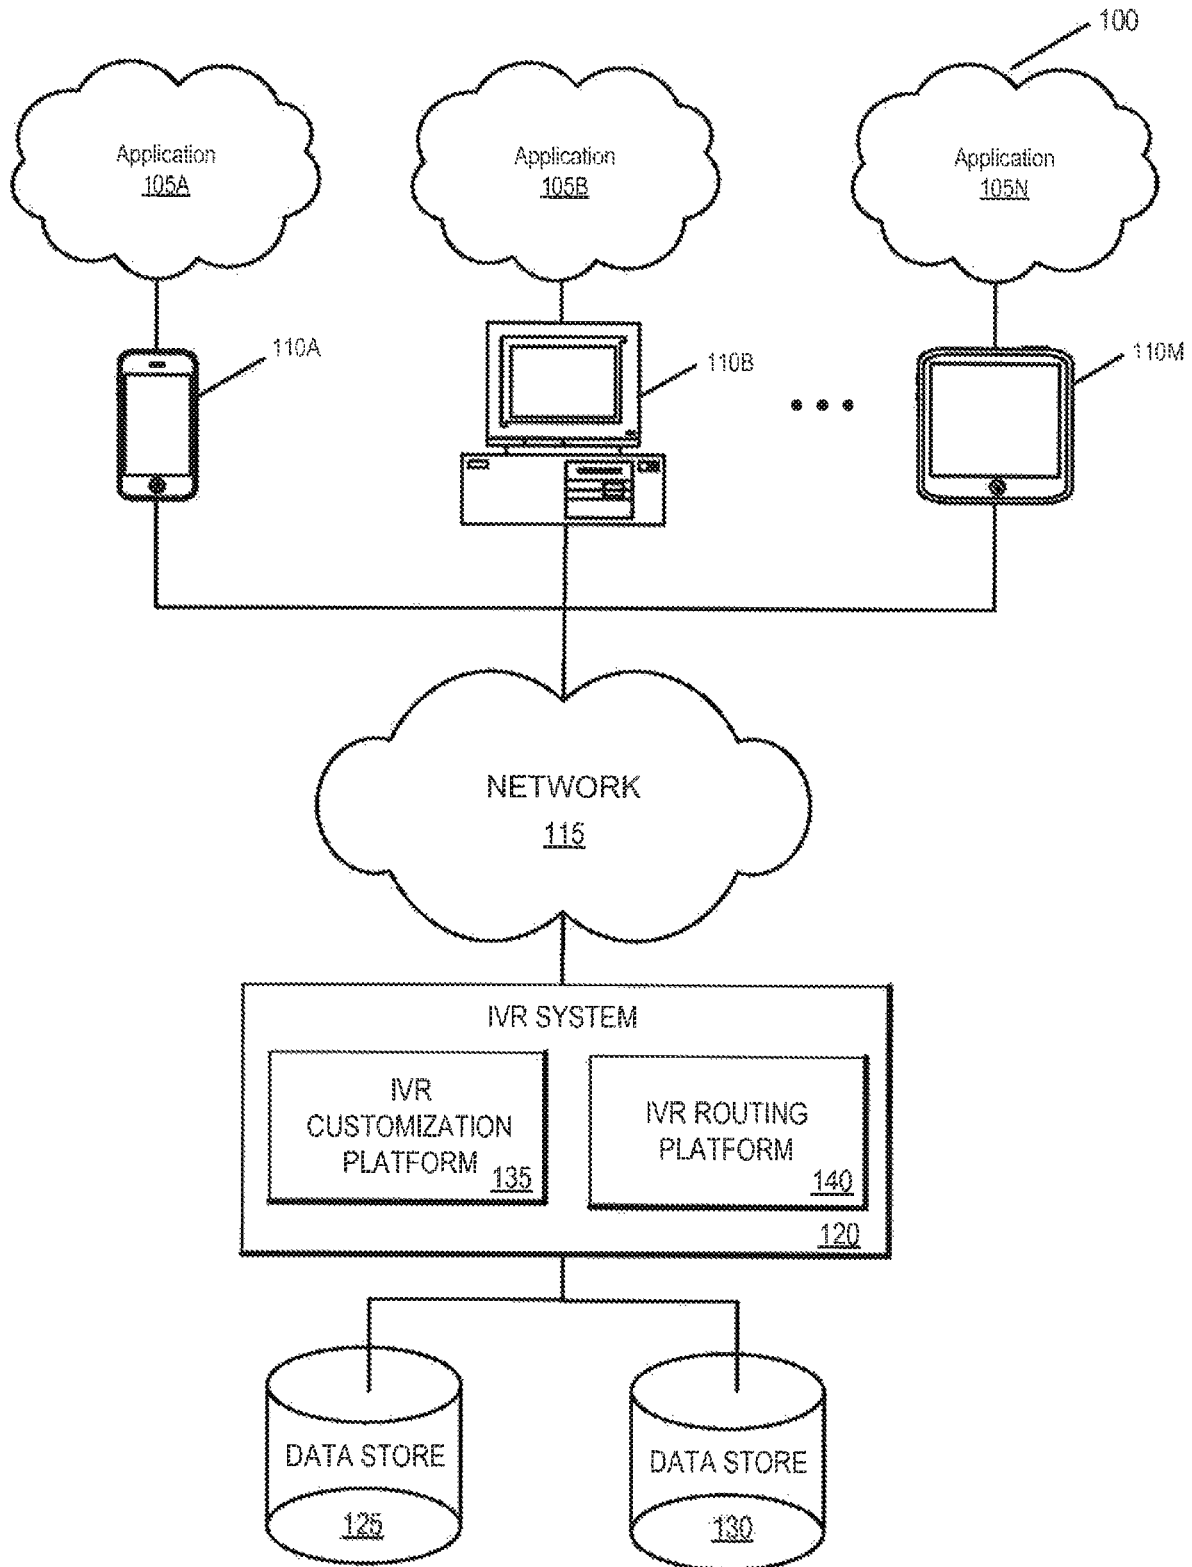 100
Application
105A
Application
105B
Application
105N
110A
110B
110M
NETWORK
115
IVR SYSTEM
IVR
CUSTOMIZATION
PLATFORM
135
IVR ROUTING
PLATFORM
140
120
DATA STORE
125
DATA STORE
130